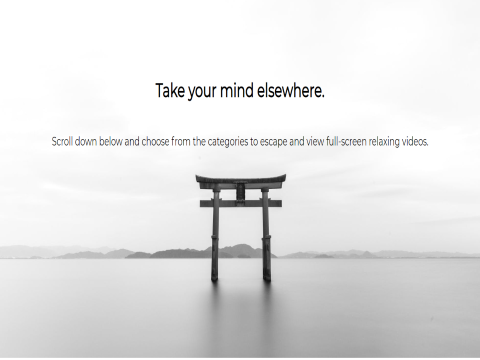 Take your mind elsewhere.
Scroll down below and choose from the categories to escape and view full-screen relaxing videos.